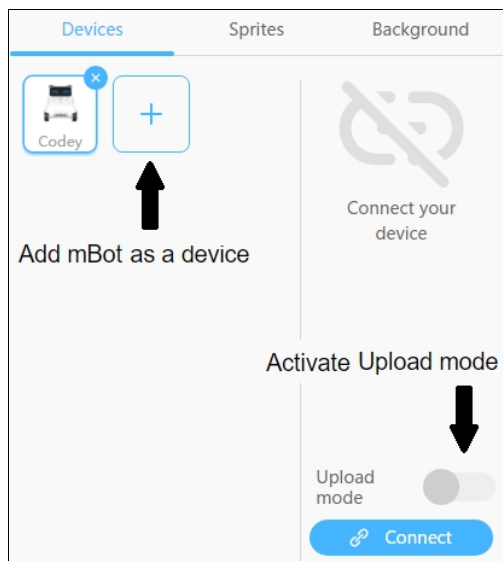 Devices
Sprites
Background
Codey
Add mBot as a device
Connect your
device
Activate Upload mode
Upload
mode
Connect